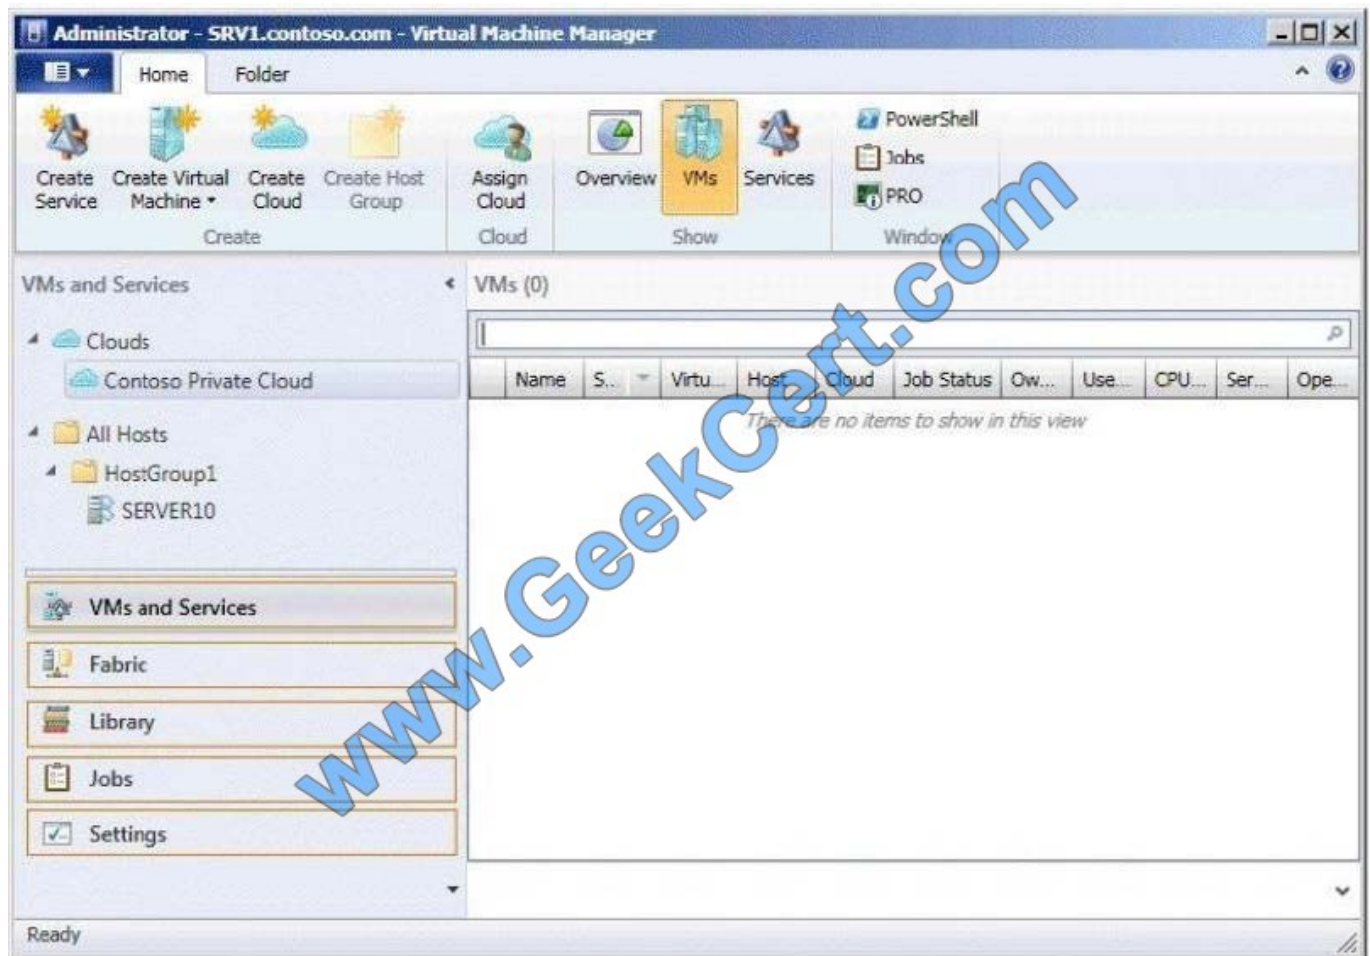 Administrator - SRV1.contoso.com - Virtual Machine Manager
Home
Folder
Create Service
Create Virtual Machine
Create Cloud
Create Host Group
Create
Assign Cloud
Cloud
Overview
VMs
Services
Show
PowerShell
Jobs
PRO
Window
VMs and Services
Clouds
Contoso Private Cloud
All Hosts
HostGroup1
SERVER10
VMs and Services
Fabric
Library
Jobs
Settings
VMs (0)
Name S... Virtu... Host Cloud Job Status Ow... Use... CPU... Ser... Ope...
There are no items to show in this view
www.GeekCert.com
Ready